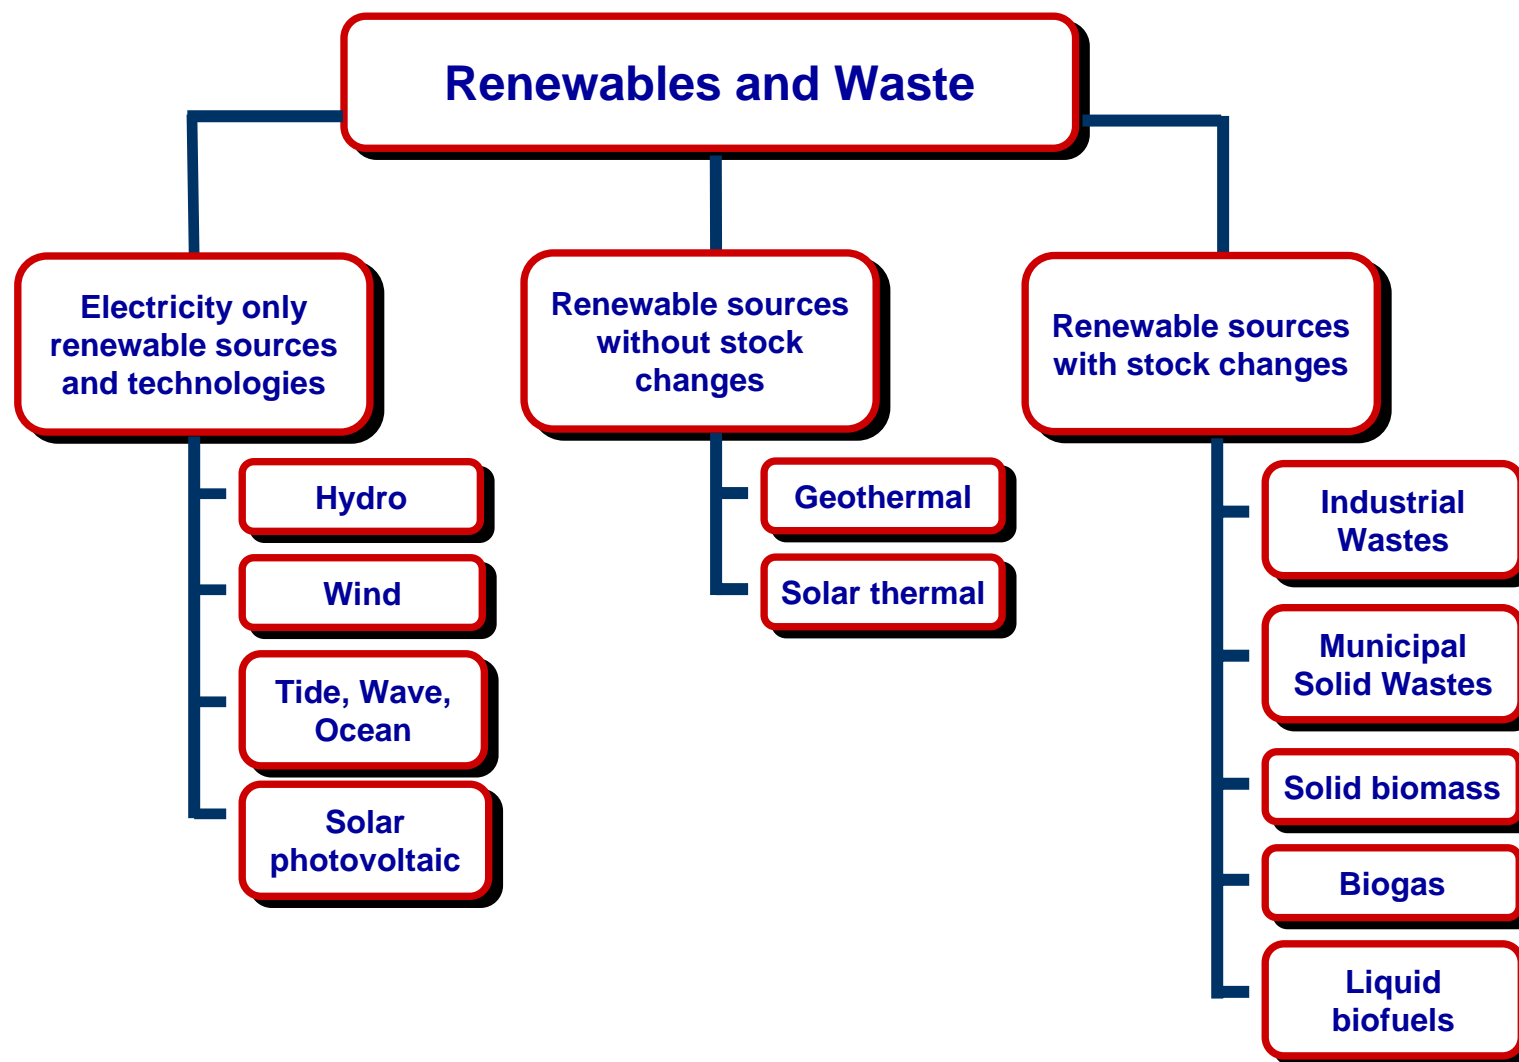 Renewables and Waste
Electricity only
renewable sources
and technologies
Hydro
Wind
Tide, Wave,
Ocean
Solar
photovoltaic
Renewable sources
without stock
changes
Geothermal
Solar thermal
Renewable sources
with stock changes
Industrial
Wastes
Municipal
Solid Wastes
Solid biomass
Biogas
Liquid
biofuels